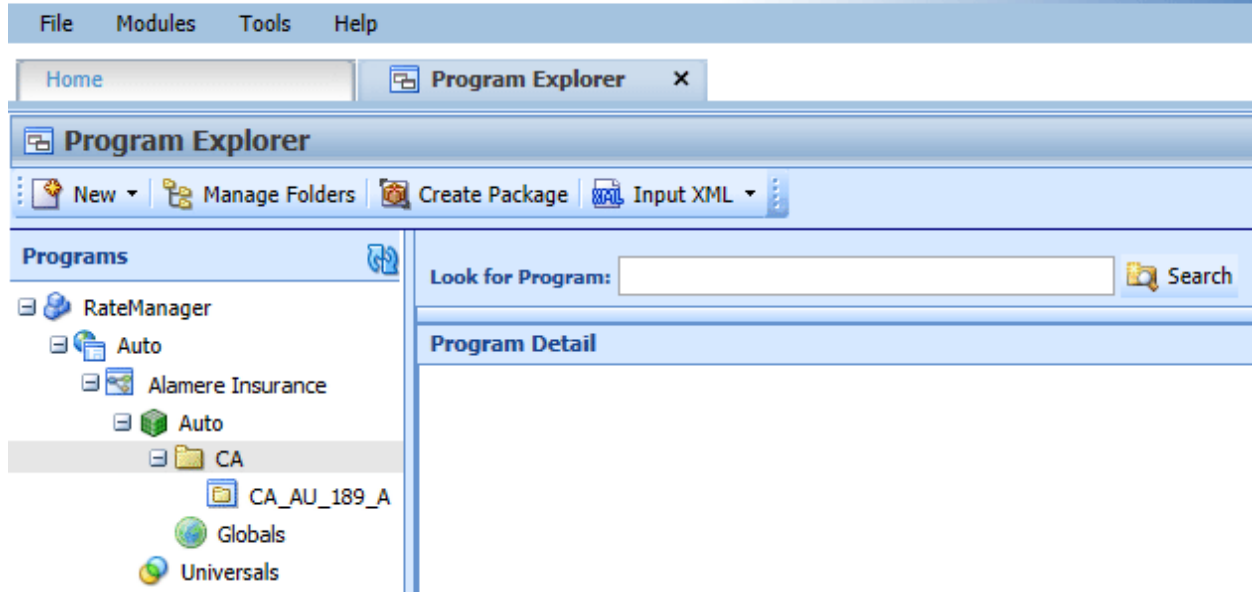 File Modules Tools Help
Home Program Explorer x
Program Explorer
New Manage Folders Create Package XML Input XML
Programs
Look for Program: Search
RateManager
Auto
Program Detail
Alamere Insurance
Auto
CA
CA_AU_189_A
Globals
Universals